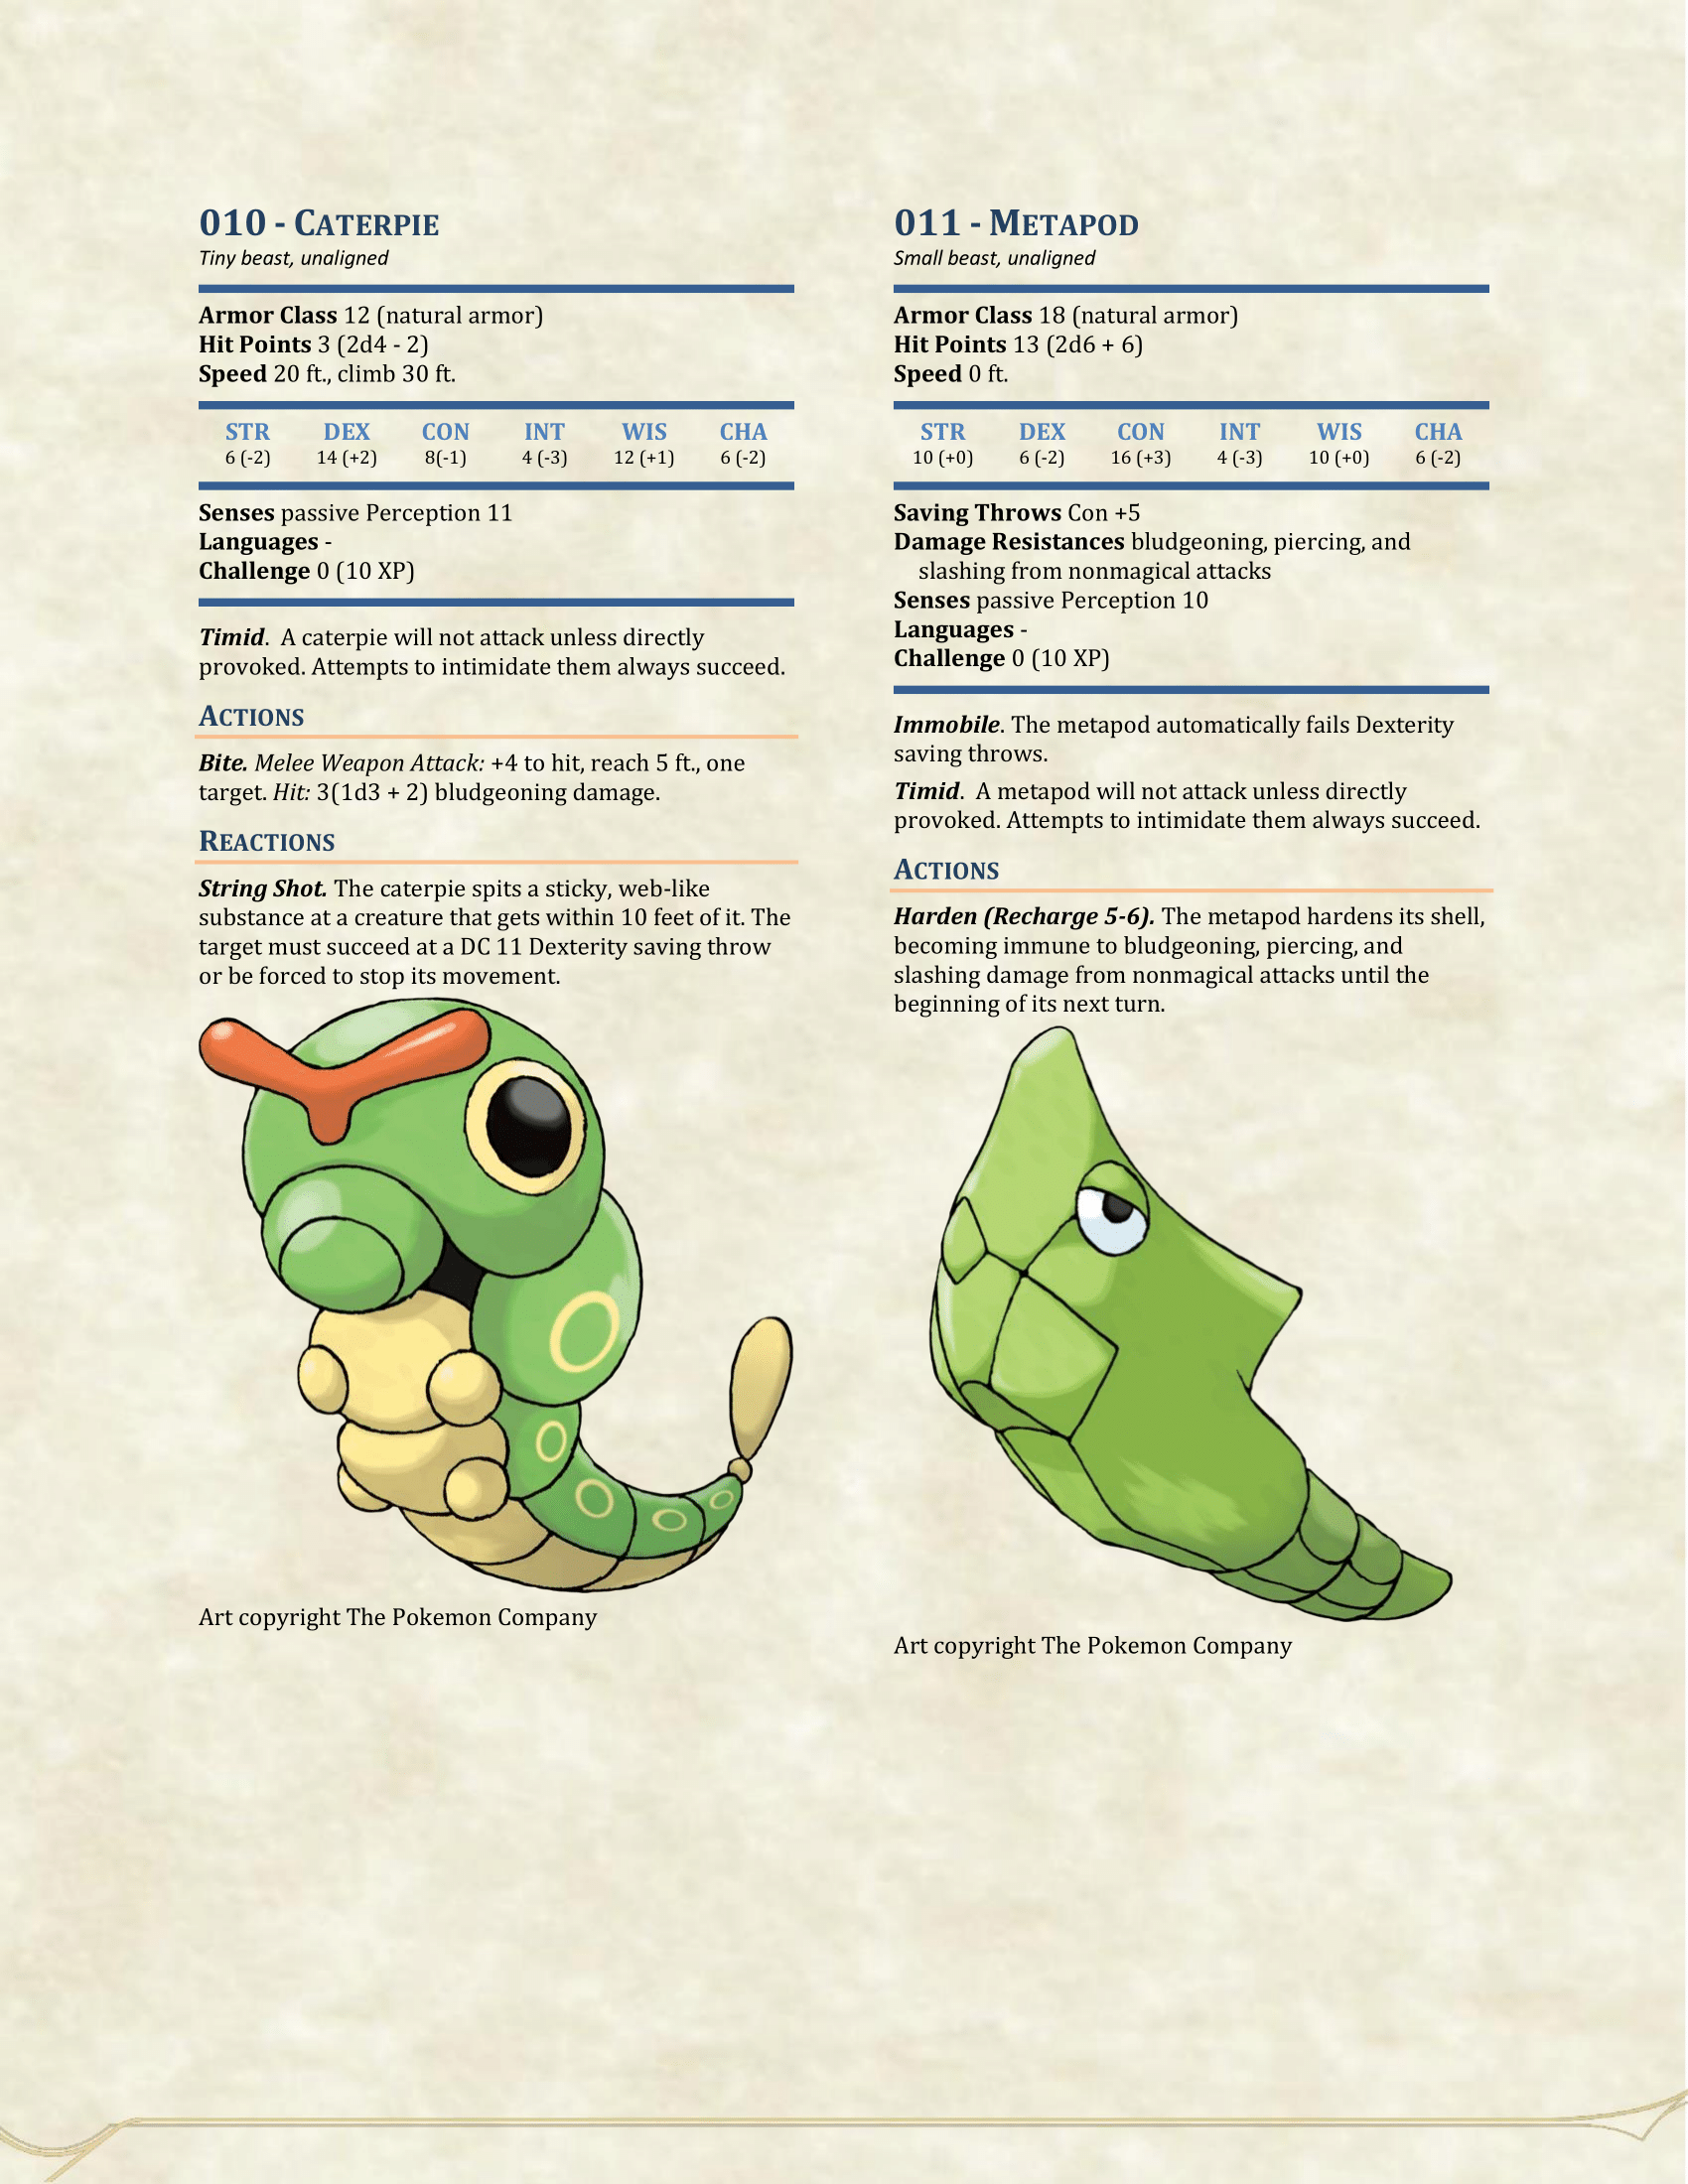 010 - CATERPIE
Tiny beast, unaligned
Armor Class 12 (natural armor)
Hit Points 3 (2d4 - 2)
Speed 20 ft., climb 30 ft.
STR DEX CON INT WIS CHA
6 (-2) 14 (+2) 8(-1) 4 (-3) 12 (+1) 6 (-2)
Senses passive Perception 11
Languages -
Challenge 0 (10 XP)
Timid.  A caterpie will not attack unless directly
provoked. Attempts to intimidate them always succeed.
ACTIONS
Bite. Melee Weapon Attack: +4 to hit, reach 5 ft., one
target. Hit: 3(1d3 + 2) bludgeoning damage.
REACTIONS
String Shot. The caterpie spits a sticky, web-like
substance at a creature that gets within 10 feet of it. The
target must succeed at a DC 11 Dexterity saving throw
or be forced to stop its movement.
Art copyright The Pokemon Company
011 - METAPOD
Small beast, unaligned
Armor Class 18 (natural armor)
Hit Points 13 (2d6 + 6)
Speed 0 ft.
STR DEX CON INT WIS CHA
10 (+0) 6 (-2) 16 (+3) 4 (-3) 10 (+0) 6 (-2)
Saving Throws Con +5
Damage Resistances bludgeoning, piercing, and
slashing from nonmagical attacks
Senses passive Perception 10
Languages -
Challenge 0 (10 XP)
Immobile. The metapod automatically fails Dexterity
saving throws.
Timid.  A metapod will not attack unless directly
provoked. Attempts to intimidate them always succeed.
ACTIONS
Harden (Recharge 5-6). The metapod hardens its shell,
becoming immune to bludgeoning, piercing, and
slashing damage from nonmagical attacks until the
beginning of its next turn.
Art copyright The Pokemon Company